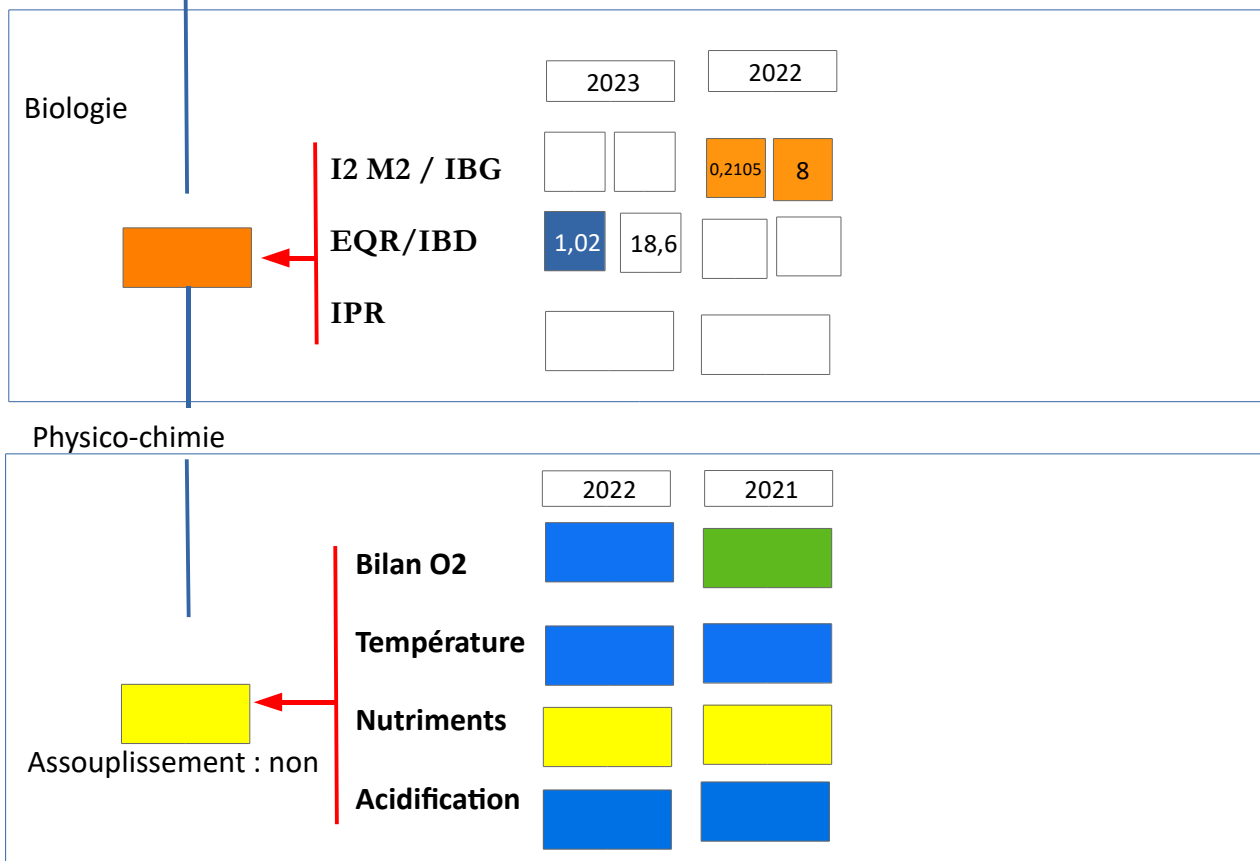 2023 2022
Biologie
I2 M2 / IBG 0,2105 8
EQR/IBD 1,02 18,6
IPR
Physico-chimie
2022 2021
Bilan O2
Température
Nutriments
Assouplissement : non
Acidification